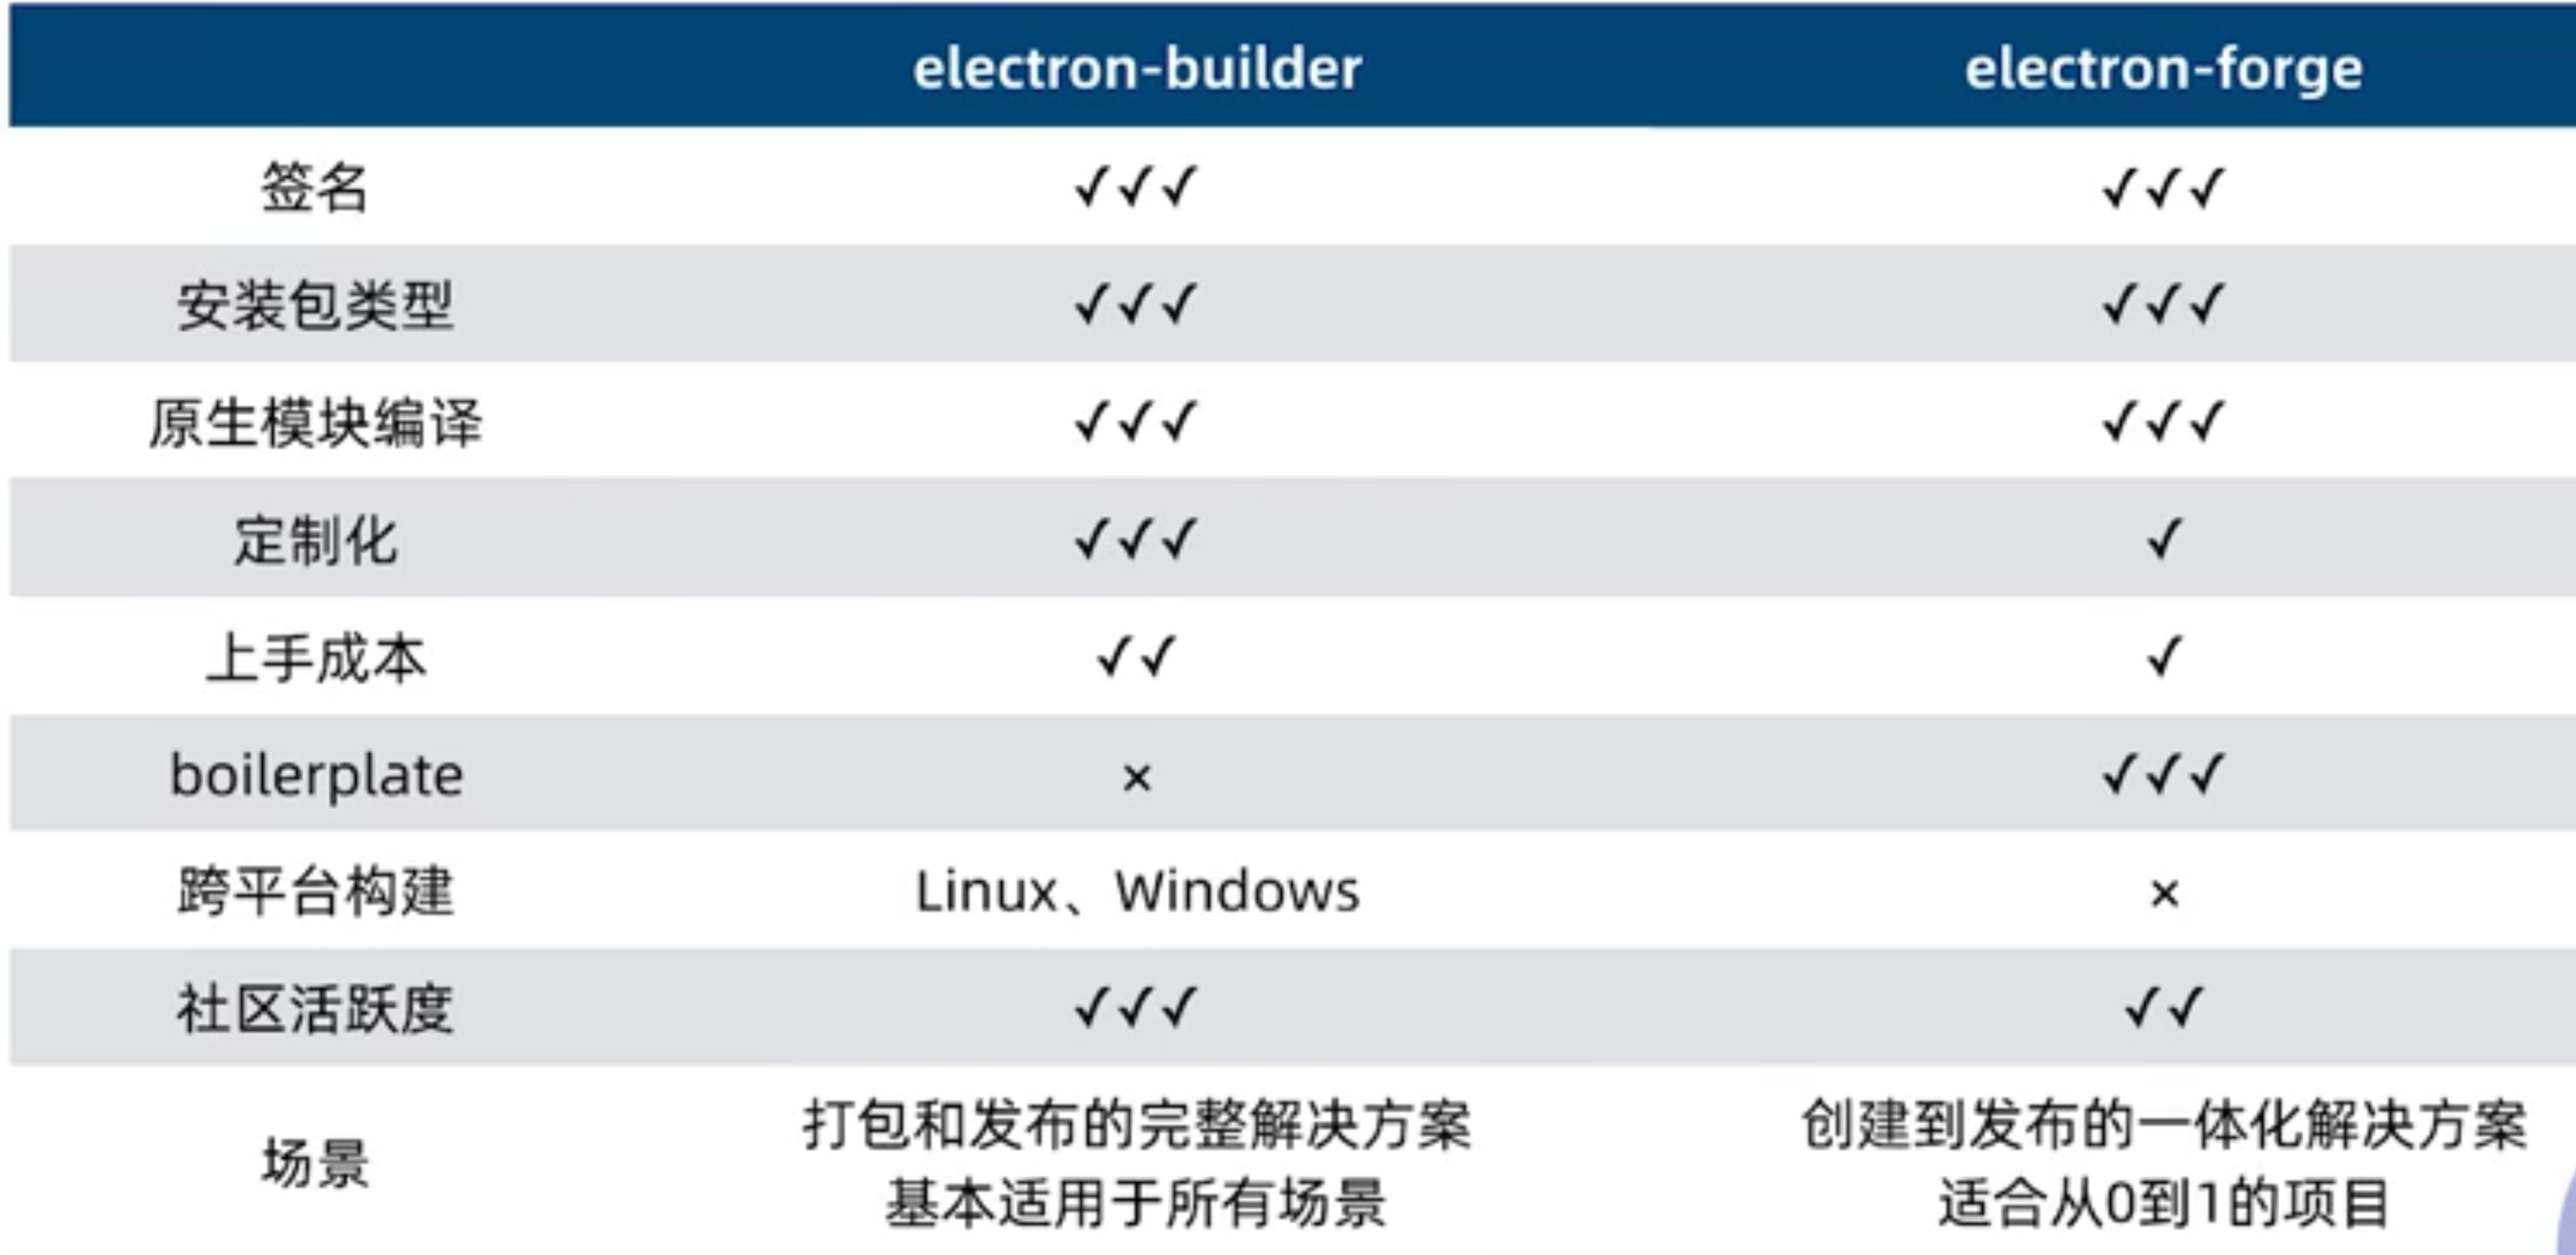 electron-builder electron-forge
签名 ✓✓✓ ✓✓✓
安装包类型 ✓✓✓ ✓✓✓
原生模块编译 ✓✓✓ ✓✓✓
定制化 ✓✓✓ ✓
上手成本 ✓✓ ✓
boilerplate × ✓✓✓
跨平台构建 Linux、Windows ×
社区活跃度 ✓✓✓ ✓✓
场景
打包和发布的完整解决方案
基本适用于所有场景
创建到发布的一体化解决方案
适合从0到1的项目